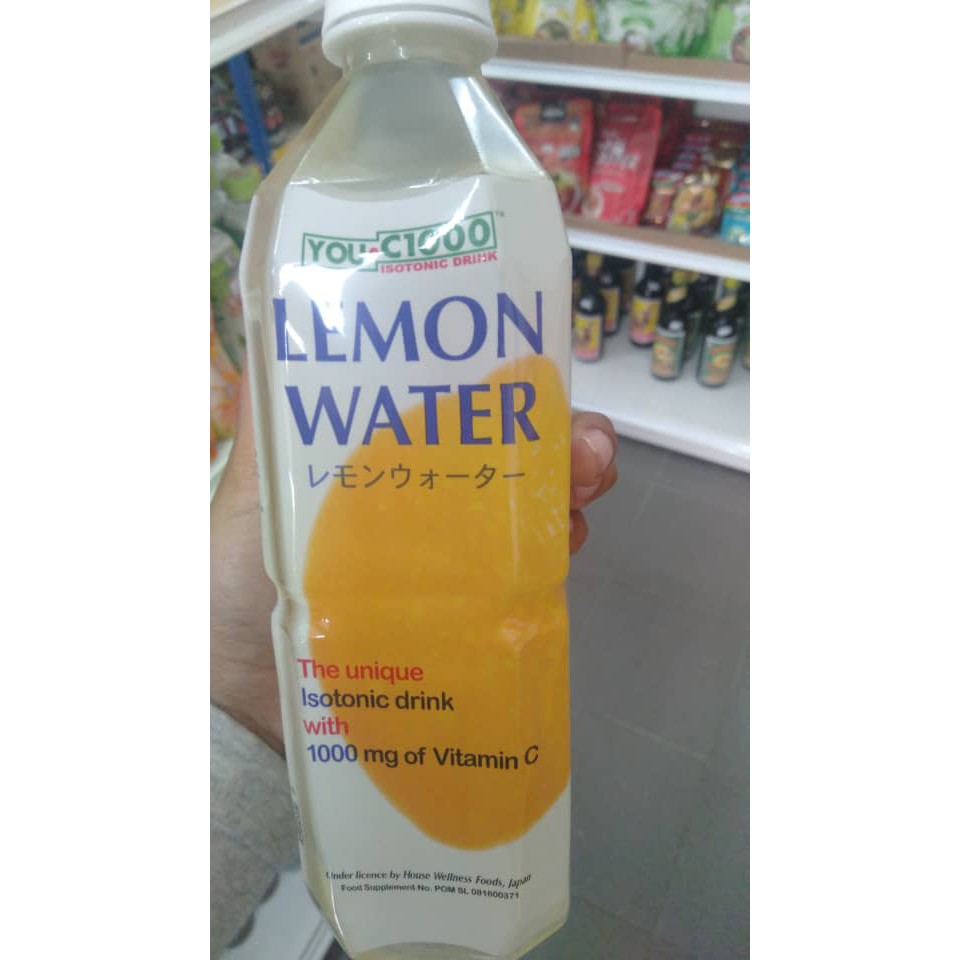 YOU•C1000™
ISOTONIC DRINK
LEMON
WATER
レモンウォーター
The unique
Isotonic drink
with
1000 mg of Vitamin C
Under licence by House Wellness Foods, Japan
Food Supplement No. POM SL 081600371